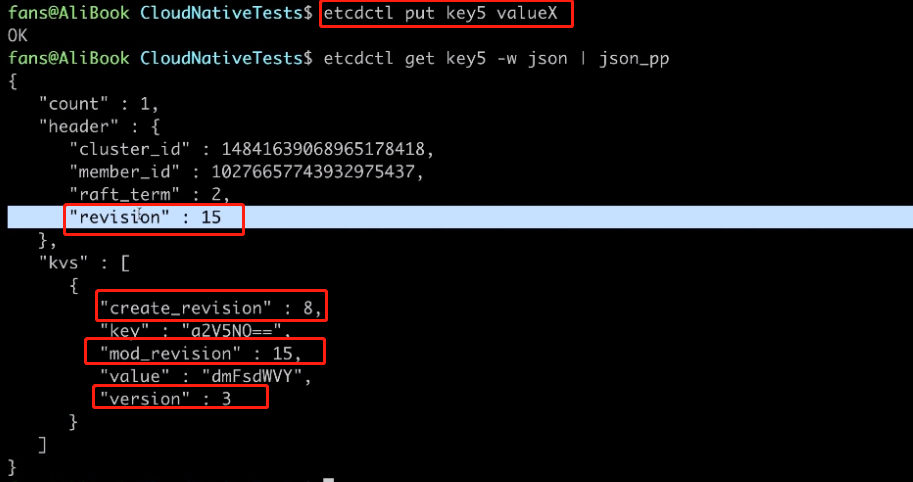 fans@AliBook CloudNativeTests$ etcdctl put key5 valueX
OK
fans@AliBook CloudNativeTests$ etcdctl get key5 -w json | json_pp
{
   "count" : 1,
   "header" : {
      "cluster_id" : 14841639068965178418,
      "member_id" : 10276657743932975437,
      "raft_term" : 2,
      "revision" : 15
   },
   "kvs" : [
      {
         "create_revision" : 8,
         "key" : "a2V5NQ==",
         "mod_revision" : 15,
         "value" : "dmFsdWVY",
         "version" : 3
      }
   ]
}